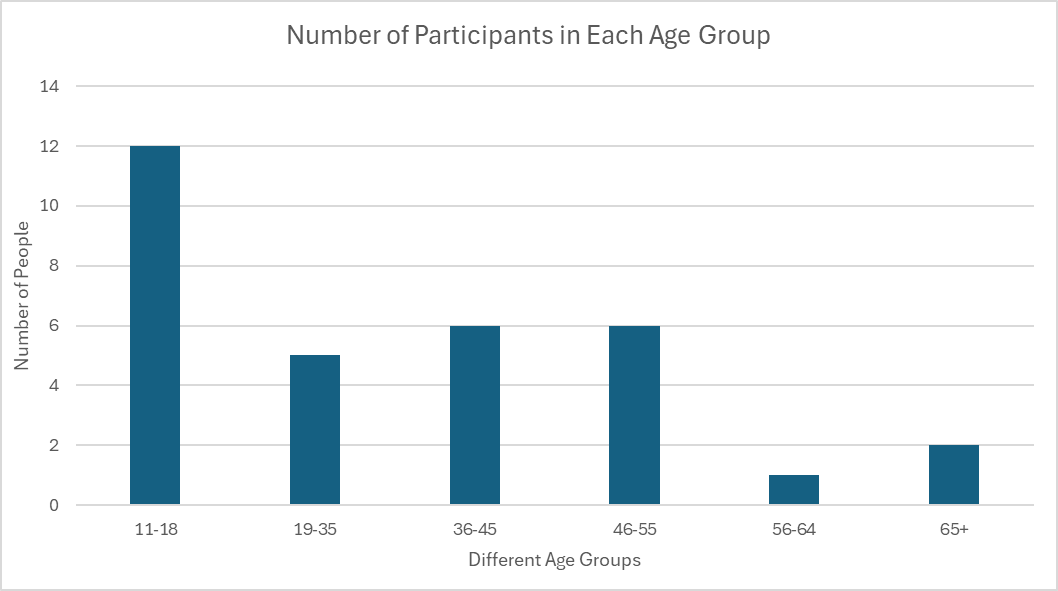 Number of Participants in Each Age Group
14
12
10
8
6
4
2
0
Number of People
11-18 19-35 36-45 46-55 56-64 65+
Different Age Groups